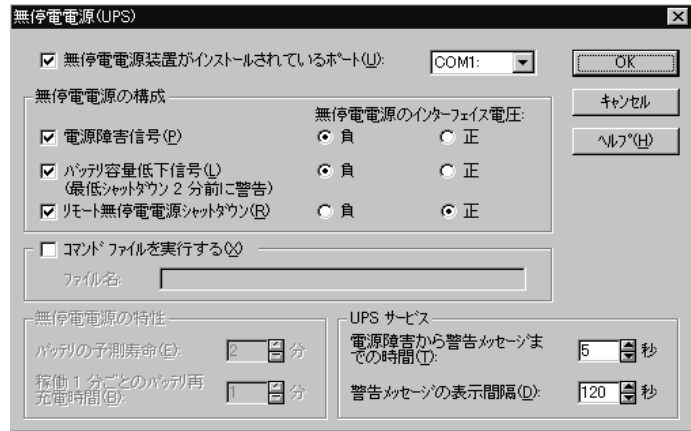 無停電電源(UPS)
無停電電源装置がインストールされているポート(U):
COM1:
OK
キャンセル
ヘルプ(H)
無停電電源の構成
無停電電源のインターフェイス電圧:
電源障害信号(P)
負
正
バッテリ容量低下信号(L)
(最低シャットダウン 2 分前に警告)
負
正
リモート無停電電源シャットダウン(R)
負
正
コマンド ファイルを実行する(X)
ファイル名:
無停電電源の特性
バッテリの予測寿命(E):
2
分
稼働 1 分ごとのバッテリ再
充電時間(B):
1
分
UPS サービス
電源障害から警告メッセージま
での時間(T):
5
秒
警告メッセージの表示間隔(D):
120
秒